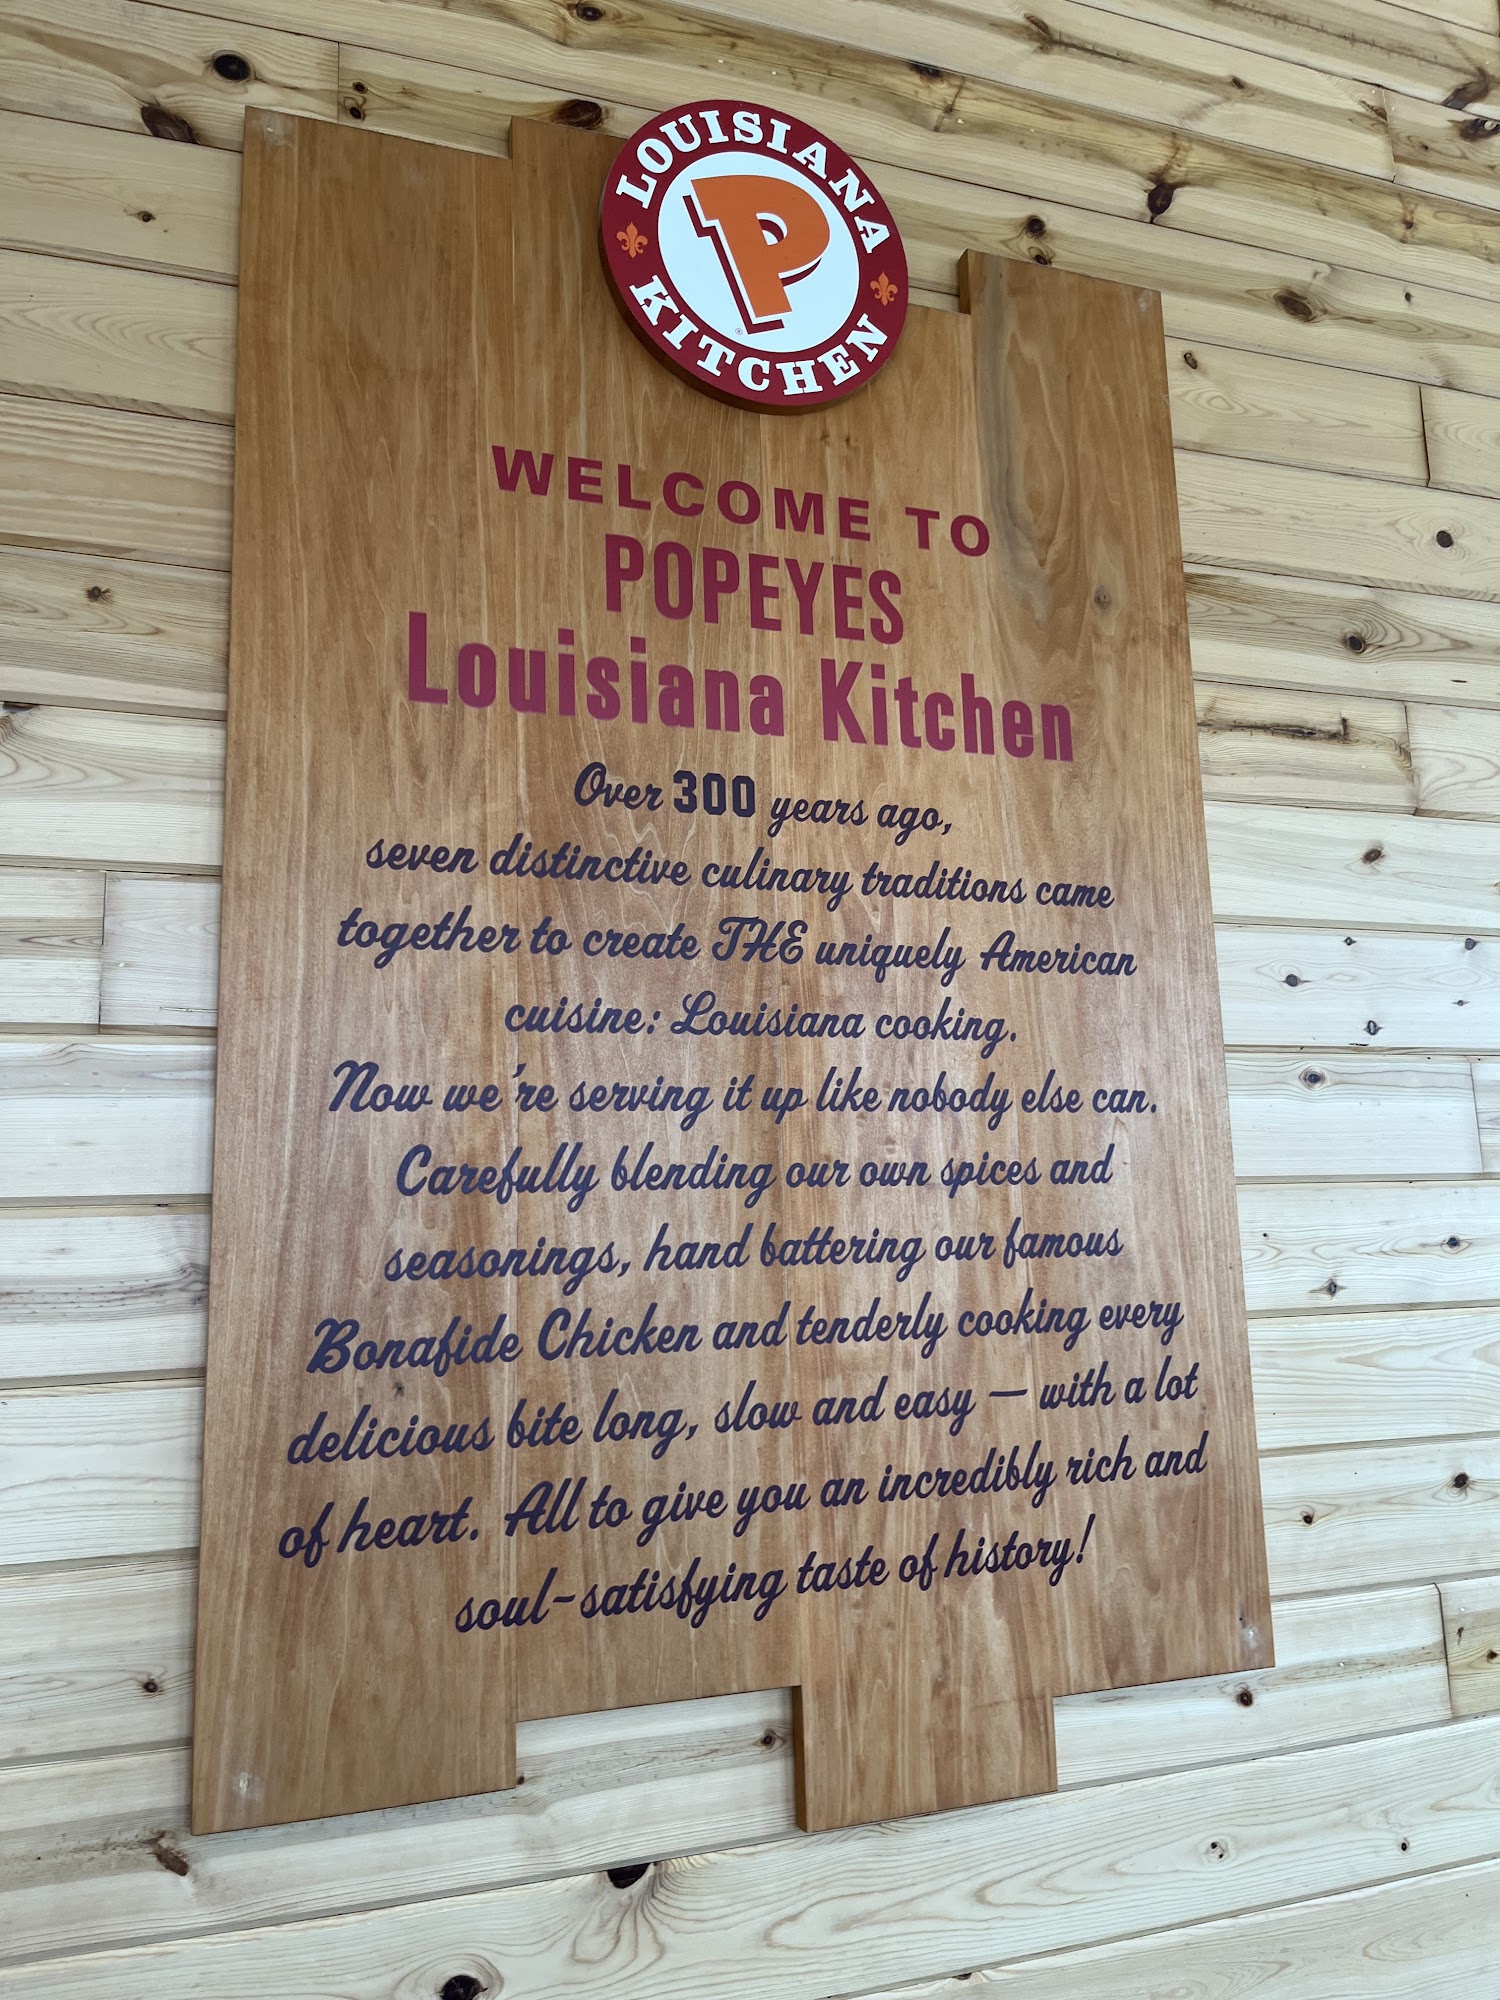 LOUISIANA
P
KITCHEN
WELCOME TO
POPEYES
Louisiana Kitchen
Over 300 years ago,
seven distinctive culinary traditions came
together to create THE uniquely American
cuisine: Louisiana cooking.
Now we're serving it up like nobody else can.
Carefully blending our own spices and
seasonings, hand battering our famous
Bonafide Chicken and tenderly cooking every
delicious bite long, slow and easy — with a lot
of heart. All to give you an incredibly rich and
soul-satisfying taste of history!